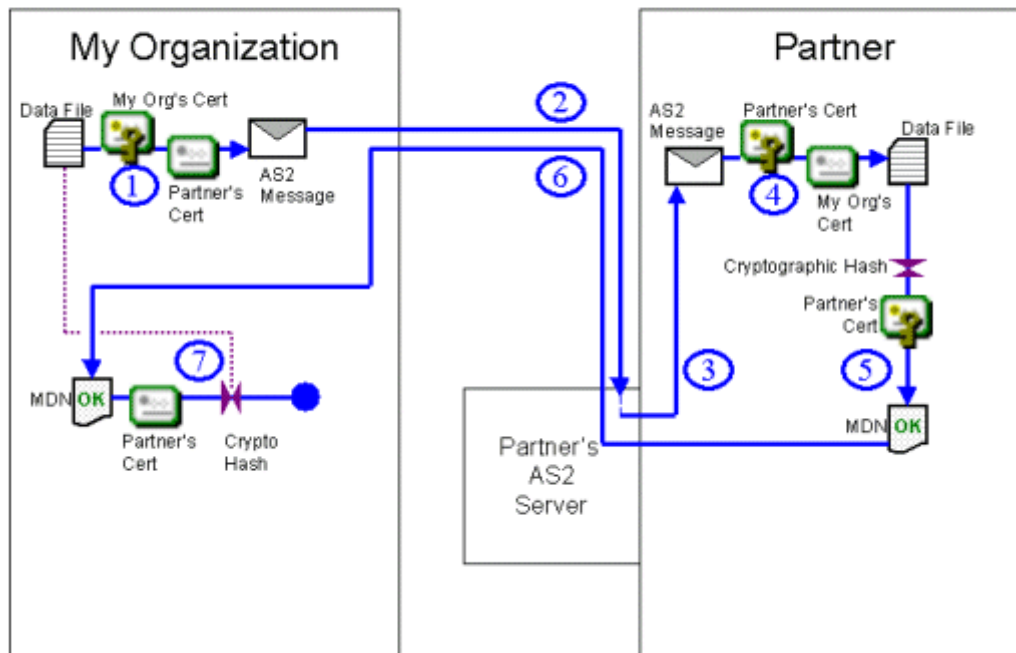 My Organization
Data File
My Org's Cert
1
Partner's
Cert
AS2
Message
2
6
MDN
OK
7
Partner's
Cert
Crypto
Hash
Partner's
AS2
Server
Partner
AS2
Message
Partner's Cert
Data File
4
My Org's
Cert
Cryptographic Hash
Partner's
Cert
3
5
MDN
OK